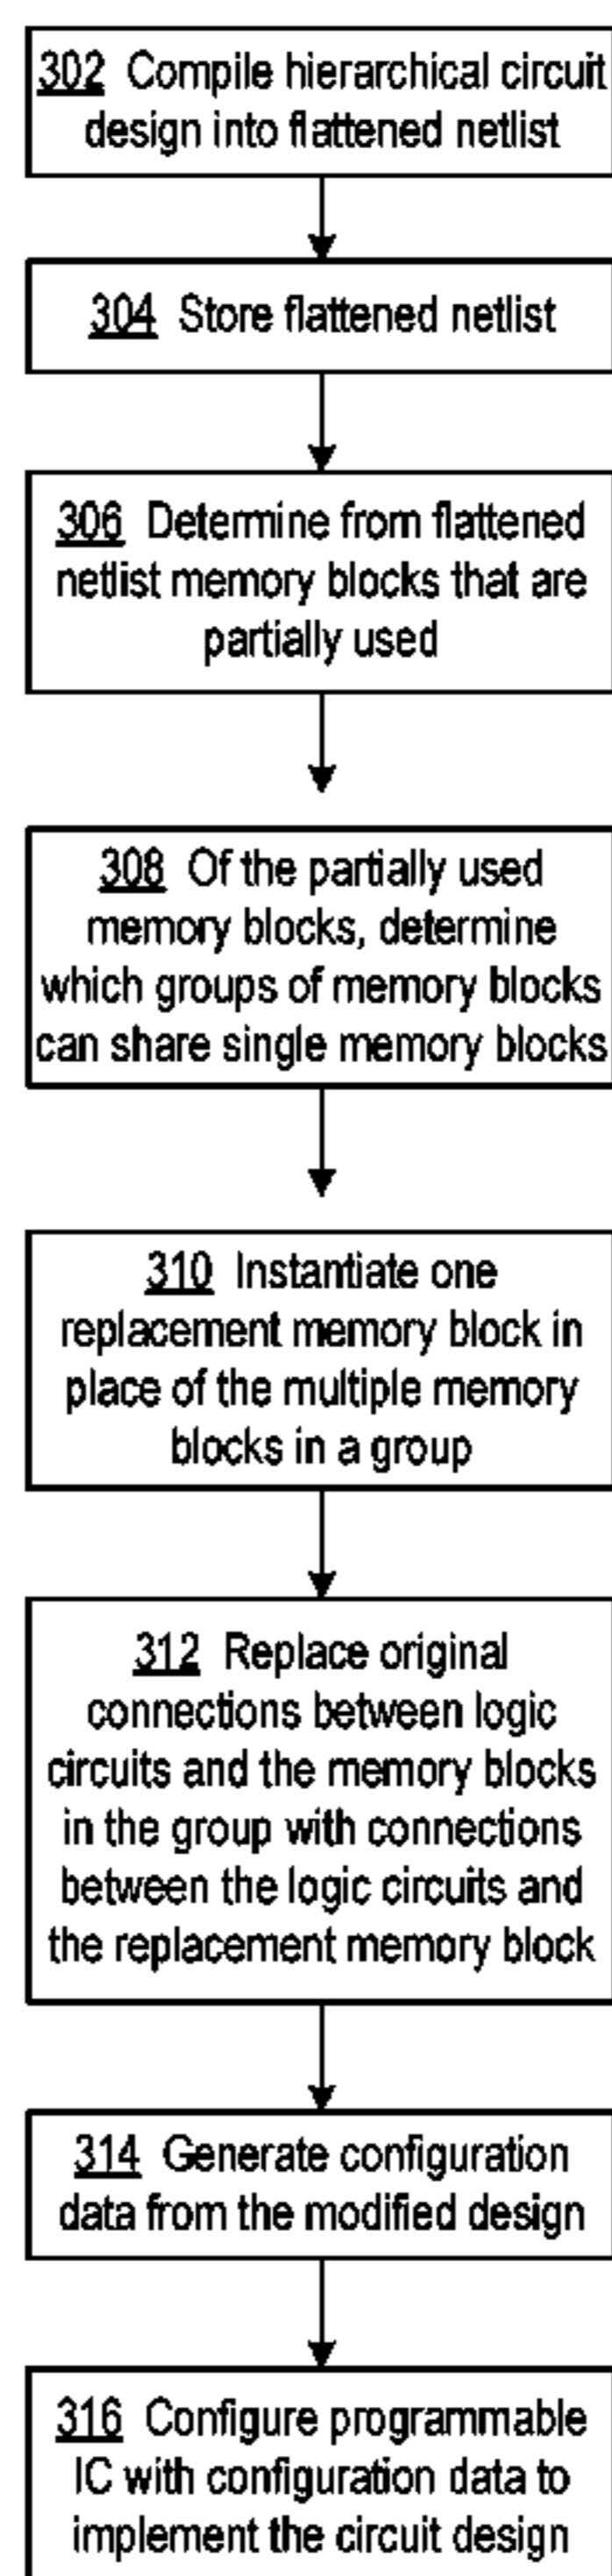 302 Compile hierarchical circuit
design into flattened netlist
304 Store flattened netlist
306 Determine from flattened
netlist memory blocks that are
partially used
308 Of the partially used
memory blocks, determine
which groups of memory blocks
can share single memory blocks
310 Instantiate one
replacement memory block in
place of the multiple memory
blocks in a group
312 Replace original
connections between logic
circuits and the memory blocks
in the group with connections
between the logic circuits and
the replacement memory block
314 Generate configuration
data from the modified design
316 Configure programmable
IC with configuration data to
implement the circuit design